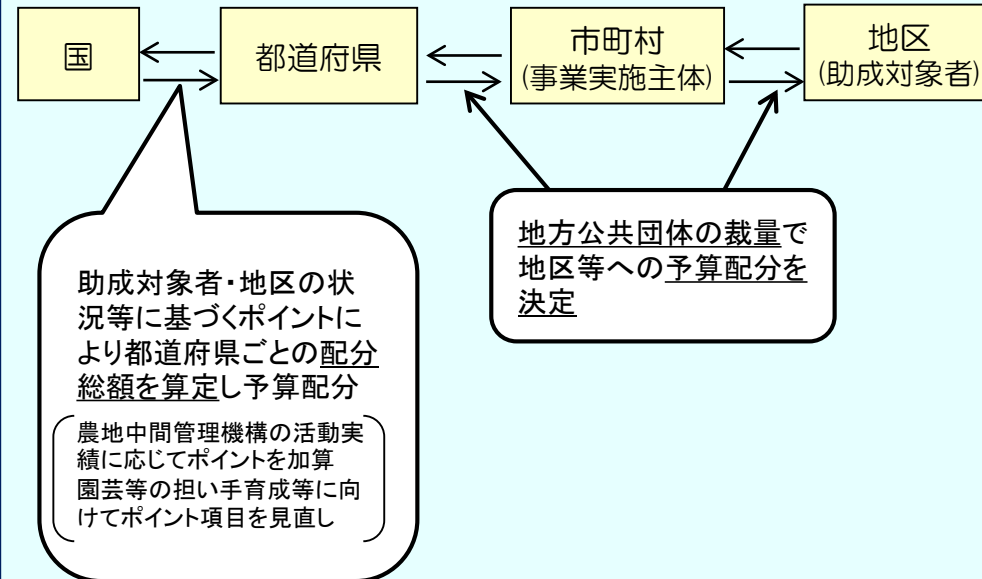 国
都道府県
市町村
(事業実施主体)
地区
(助成対象者)
助成対象者・地区の状
況等に基づくポイントに
より都道府県ごとの配分
総額を算定し予算配分
農地中間管理機構の活動実
績に応じてポイントを加算
園芸等の担い手育成等に向
けてポイント項目を見直し
地方公共団体の裁量で
地区等への予算配分を
決定